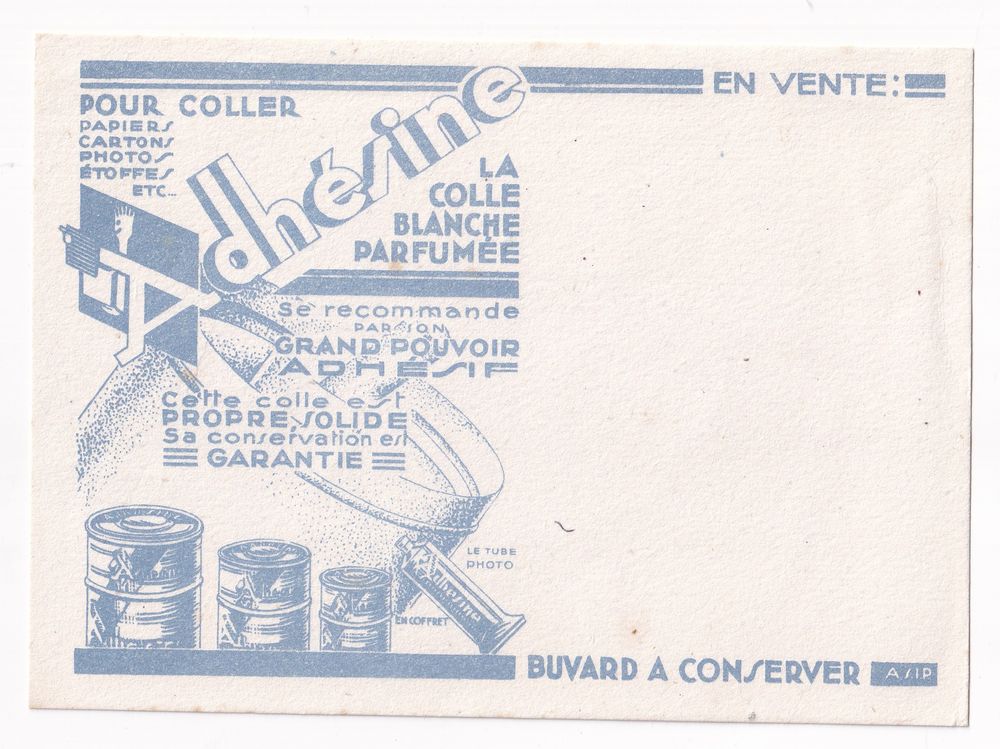 EN VENTE:
POUR COLLER
PAPIERS
CARTONS
PHOTOS
ÉTOFFES
ETC...
Adhésine
LA
COLLE
BLANCHE
PARFUMÉE
Se recommande
PAR SON
GRAND POUVOIR
ADHÉSIF
Cette colle est
PROPRE, SOLIDE
Sa conservation est
GARANTIE
LE TUBE
PHOTO
Adhésine
EN COFFRET
BUVARD A CONSERVER
A.S.I.P.